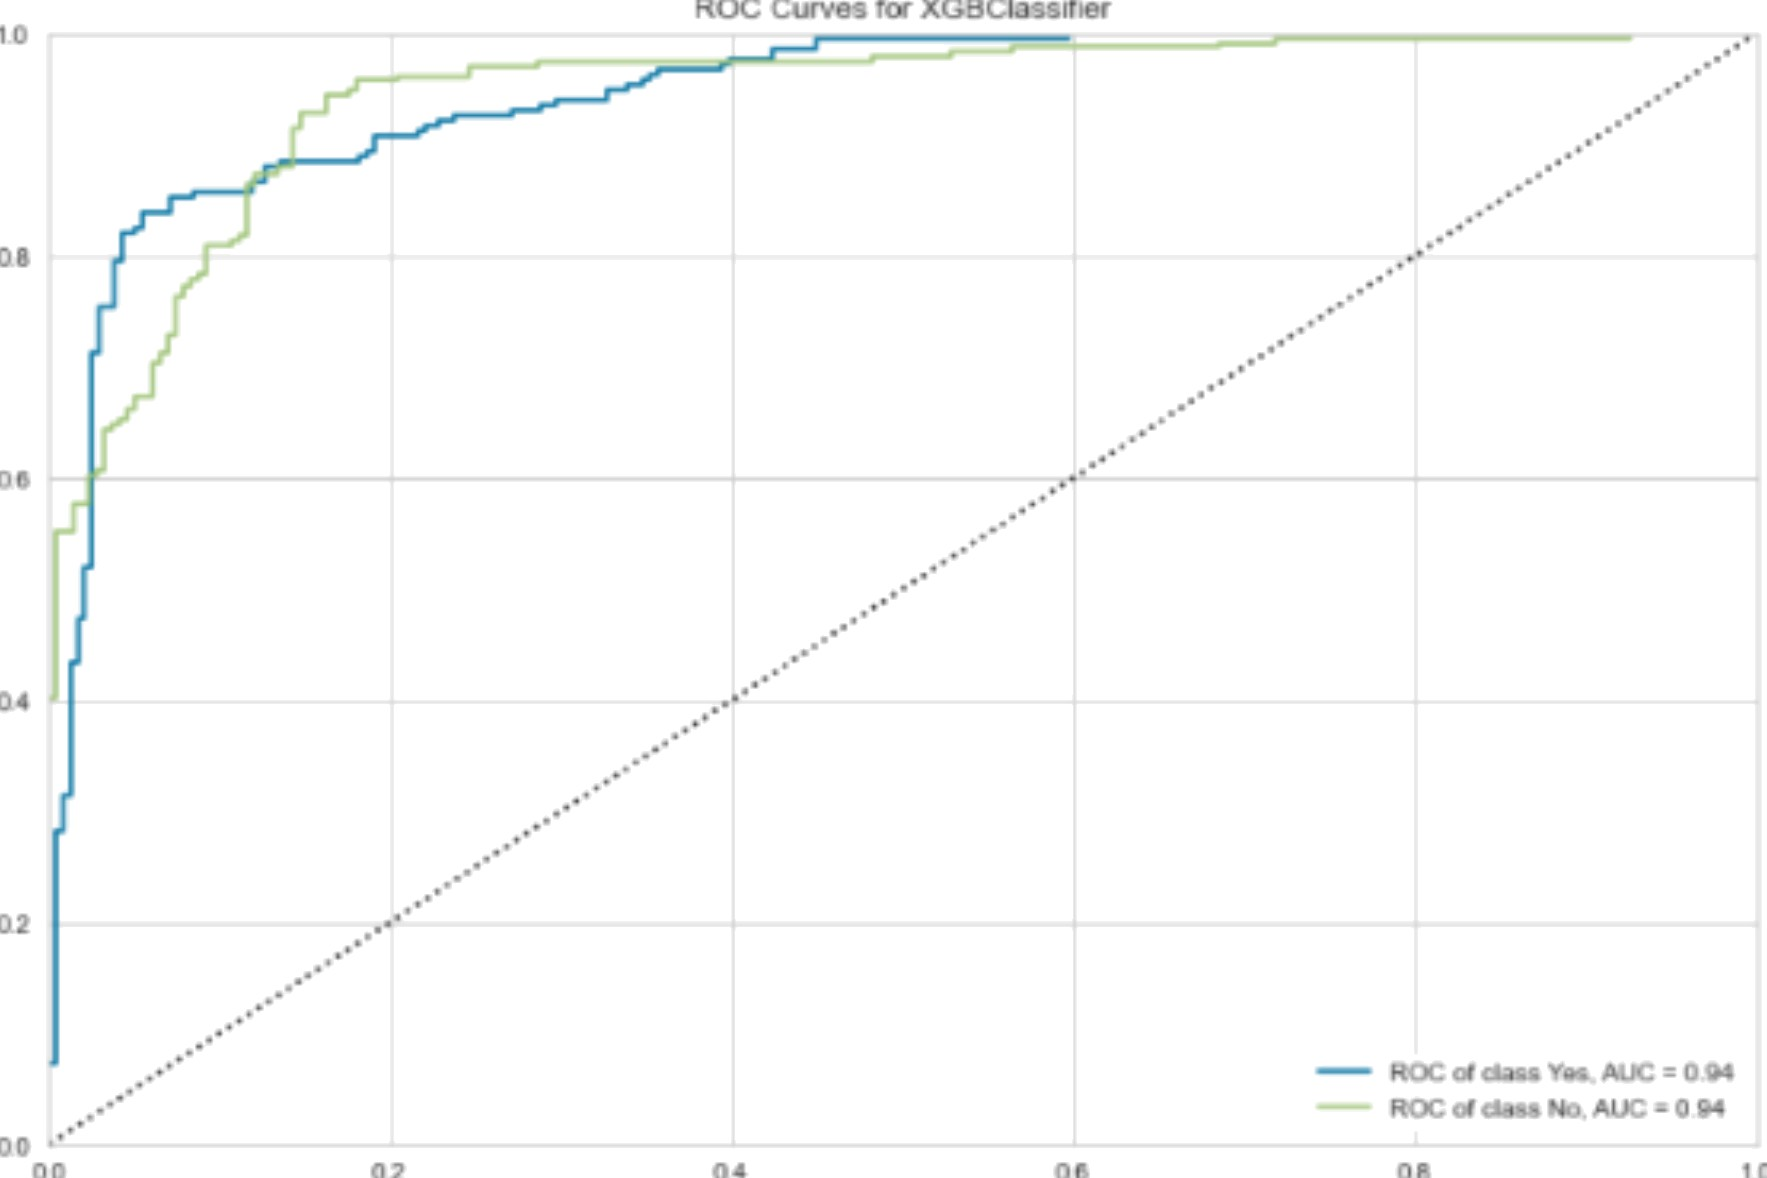 ROC Curves for XGBClassifier
1.0
0.8
0.6
0.4
0.2
0.0
0.0 0.2 0.4 0.6 0.8 1.0
ROC of class Yes, AUC = 0.94
ROC of class No, AUC = 0.94